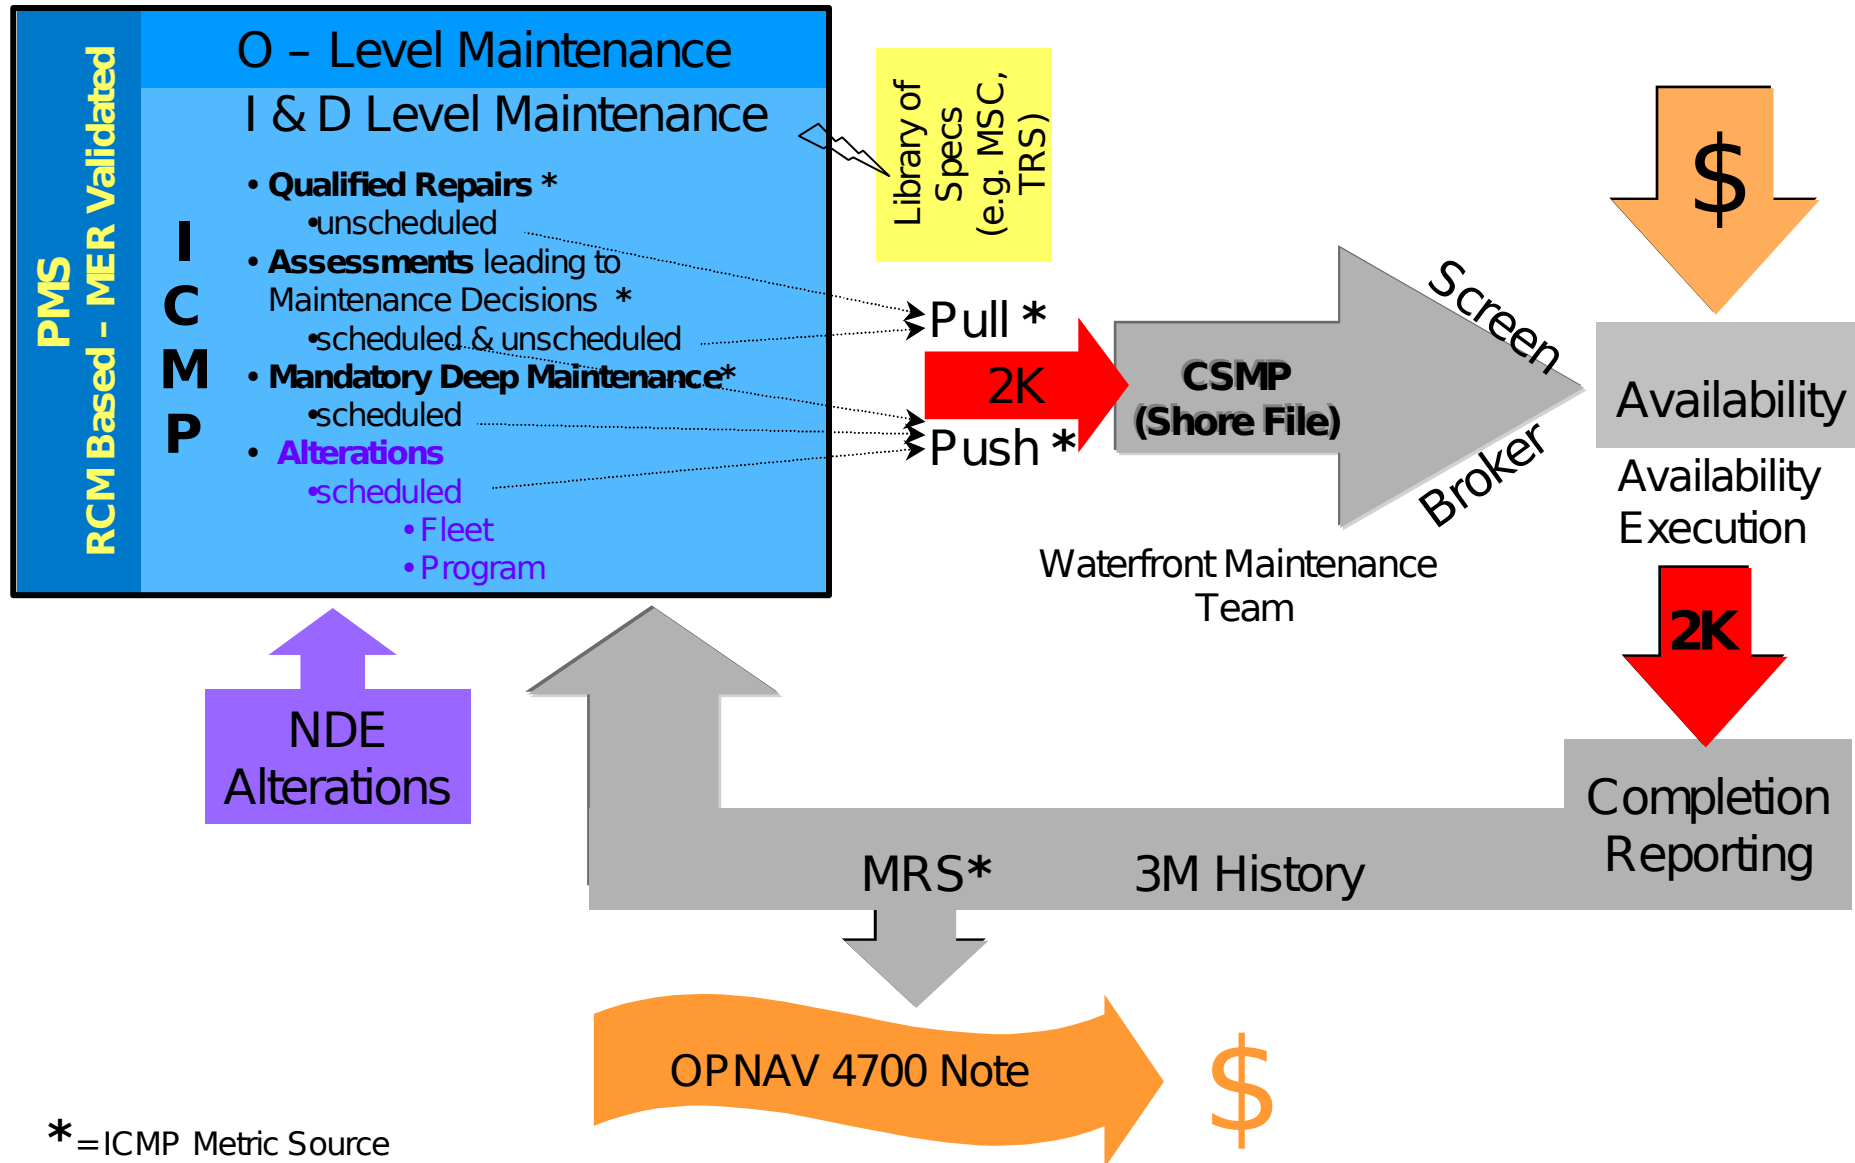 PMS
RCM Based – MER Validated
O – Level Maintenance
I & D Level Maintenance
I
C
M
P
• Qualified Repairs *
•unscheduled
• Assessments leading to
Maintenance Decisions *
•scheduled & unscheduled
• Mandatory Deep Maintenance*
•scheduled
• Alterations
•scheduled
• Fleet
• Program
Library of
Specs
(e.g. MSC,
TRS)
Pull *
2K
Push *
CSMP
(Shore File)
Screen
Broker
Waterfront Maintenance
Team
$
Availability
Availability
Execution
2K
Completion
Reporting
NDE
Alterations
MRS* 3M History
OPNAV 4700 Note
$
*=ICMP Metric Source